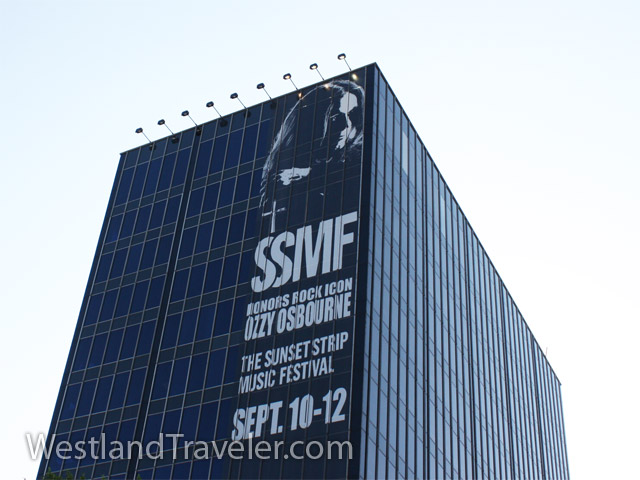 SSMF
HONORS ROCK ICON
OZZY OSBOURNE
THE SUNSET STRIP
MUSIC FESTIVAL
SEPT. 10-12
WestlandTraveler.com